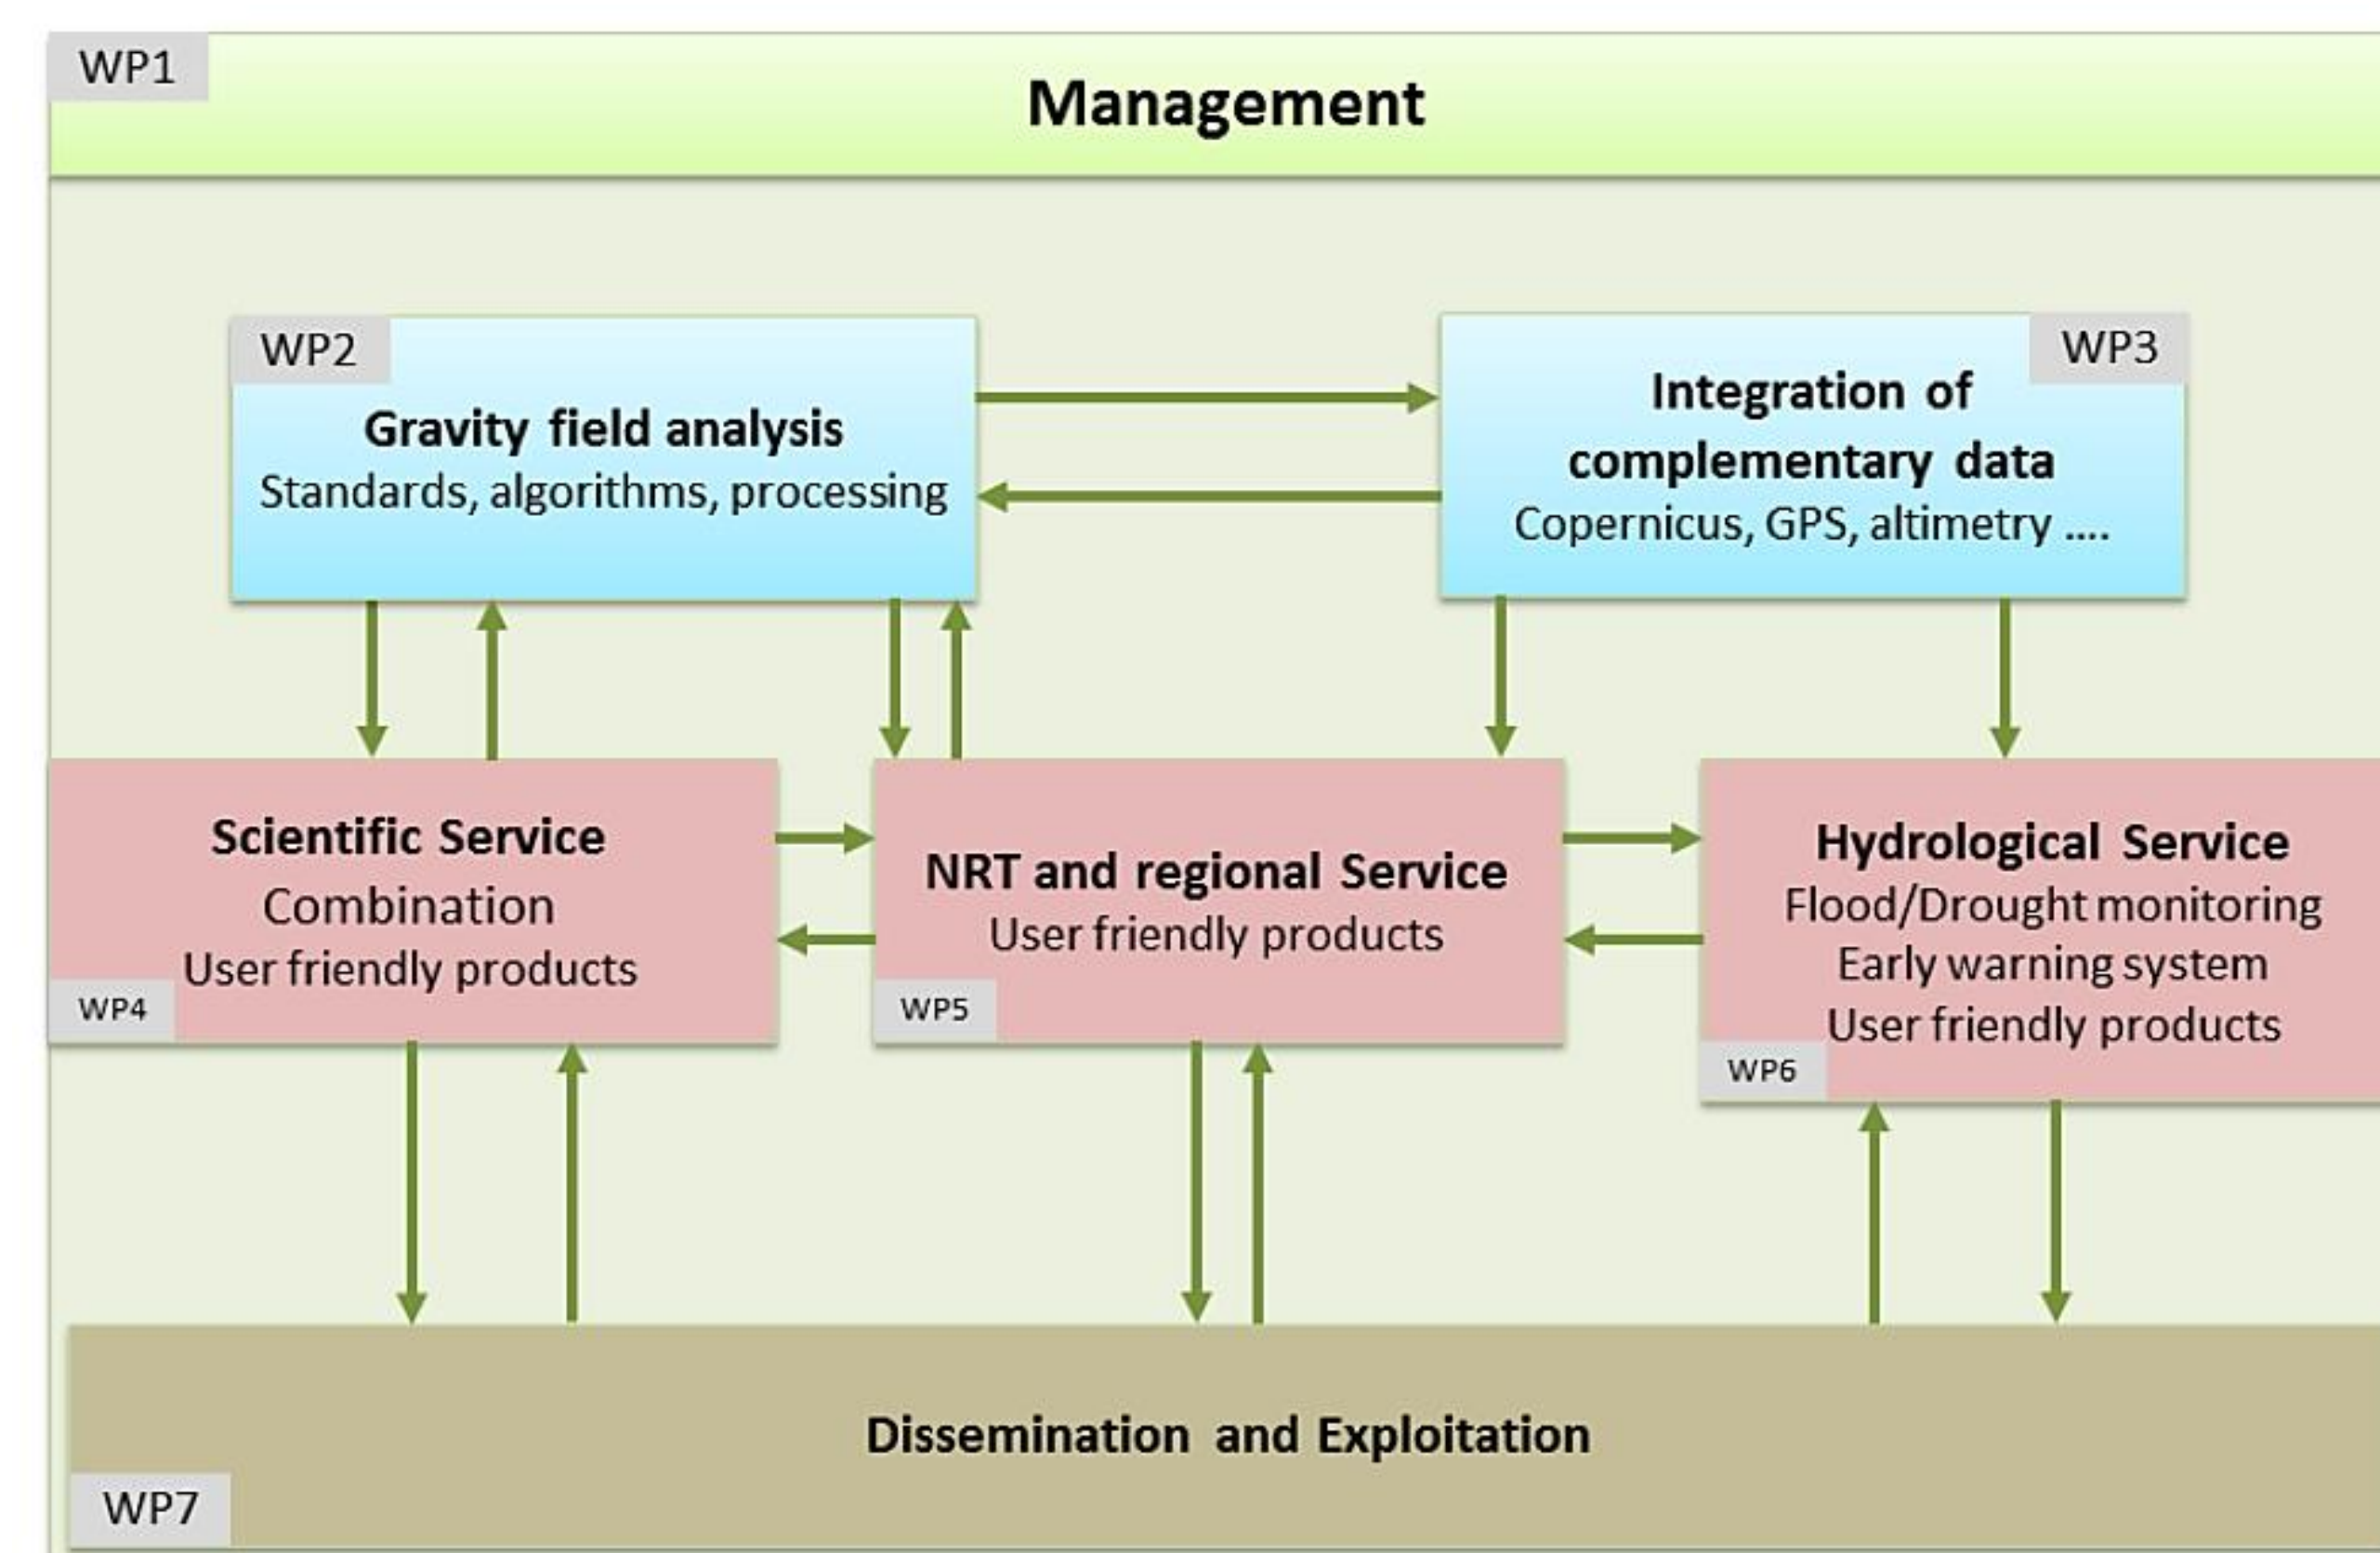 WP1
Management
WP2
Gravity field analysis
Standards, algorithms, processing
WP3
Integration of
complementary data
Copernicus, GPS, altimetry ....
Scientific Service
Combination
User friendly products
WP4
NRT and regional Service
User friendly products
WP5
Hydrological Service
Flood/Drought monitoring
Early warning system
User friendly products
WP6
Dissemination and Exploitation
WP7